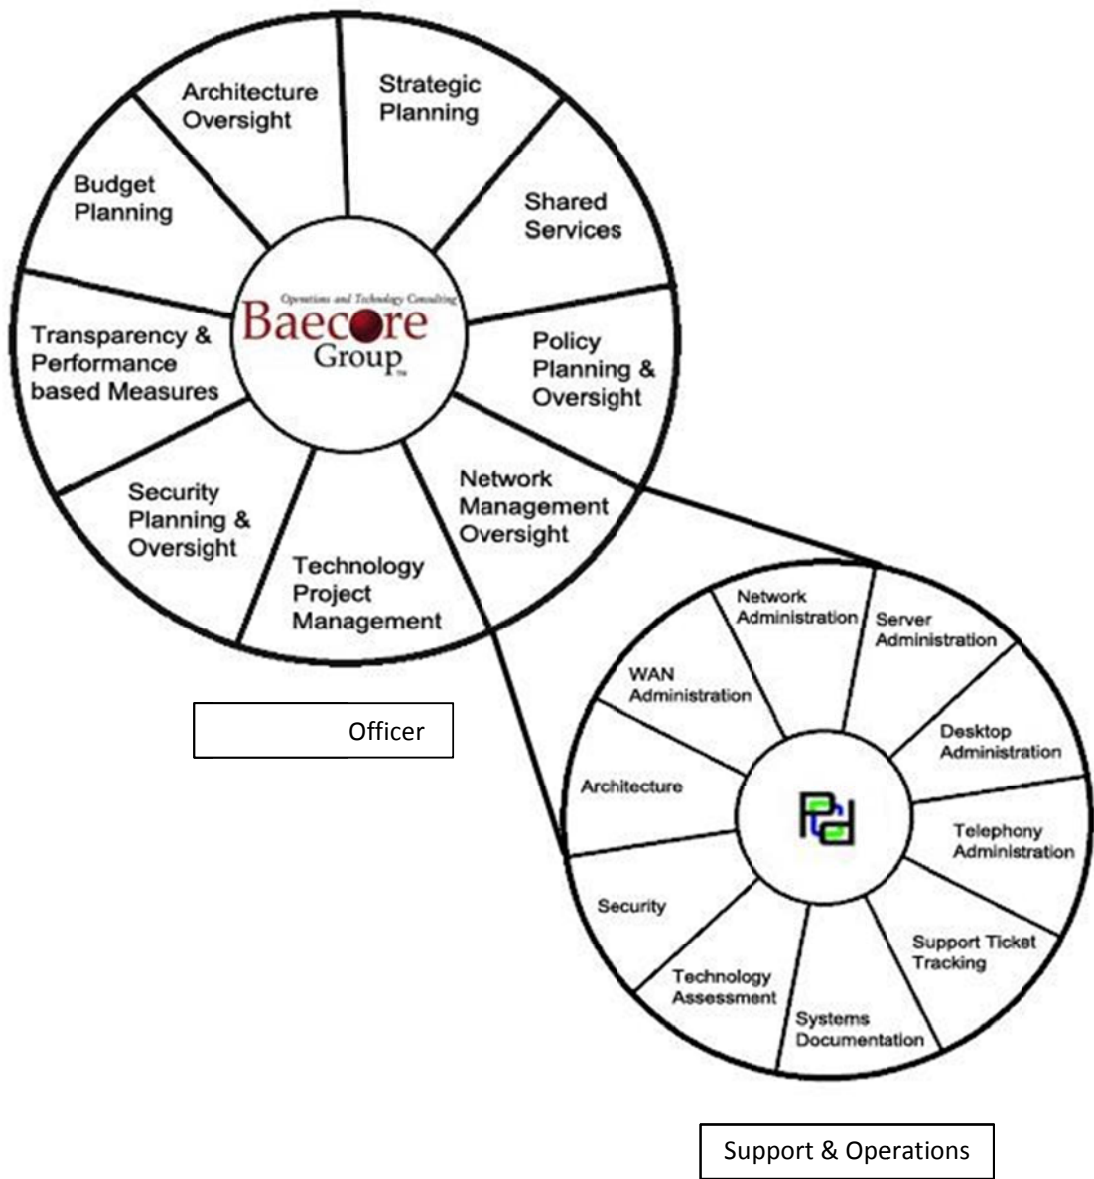 Architecture
Oversight
Strategic
Planning
Shared
Services
Policy
Planning &
Oversight
Network
Management
Oversight
Technology
Project
Management
Security
Planning &
Oversight
Transparency &
Performance
based Measures
Budget
Planning
Operations and Technology Consulting
Baecore
Group™
Officer
Network
Administration
Server
Administration
Desktop
Administration
Telephony
Administration
Support Ticket
Tracking
Systems
Documentation
Technology
Assessment
Security
Architecture
WAN
Administration
Support & Operations